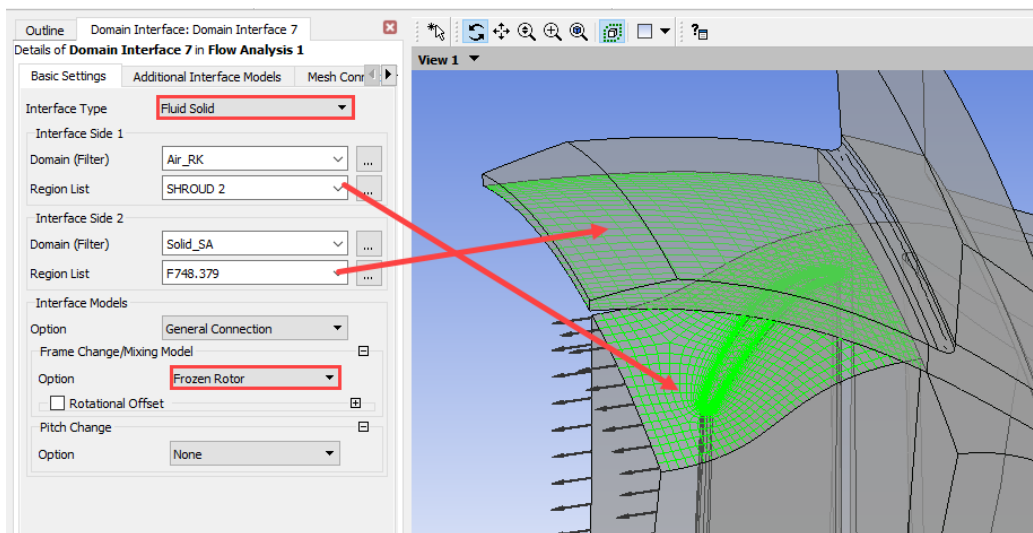 Outline Domain Interface: Domain Interface 7
Details of Domain Interface 7 in Flow Analysis 1
Basic Settings Additional Interface Models Mesh Conr
Interface Type Fluid Solid
Interface Side 1
Domain (Filter) Air_RK ...
Region List SHROUD 2 ...
Interface Side 2
Domain (Filter) Solid_SA ...
Region List F748.379 ...
Interface Models
Option General Connection
Frame Change/Mixing Model
Option Frozen Rotor
Rotational Offset
Pitch Change
Option None
View 1